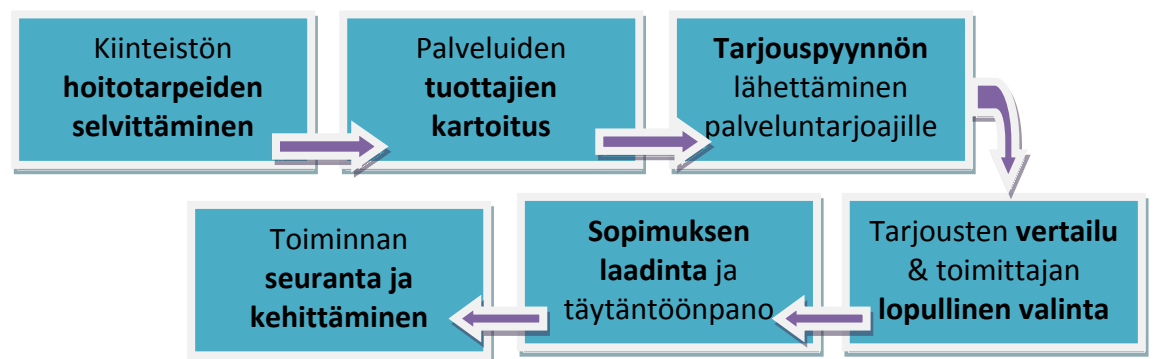 Kiinteistön
hoitotarpeiden
selvittäminen
Palveluiden
tuottajien
kartoitus
Tarjouspyynnön
lähettäminen
palveluntarjoajille
Tarjousten vertailu
& toimittajan
lopullinen valinta
Sopimuksen
laadinta ja
täytäntöönpano
Toiminnan
seuranta ja
kehittäminen